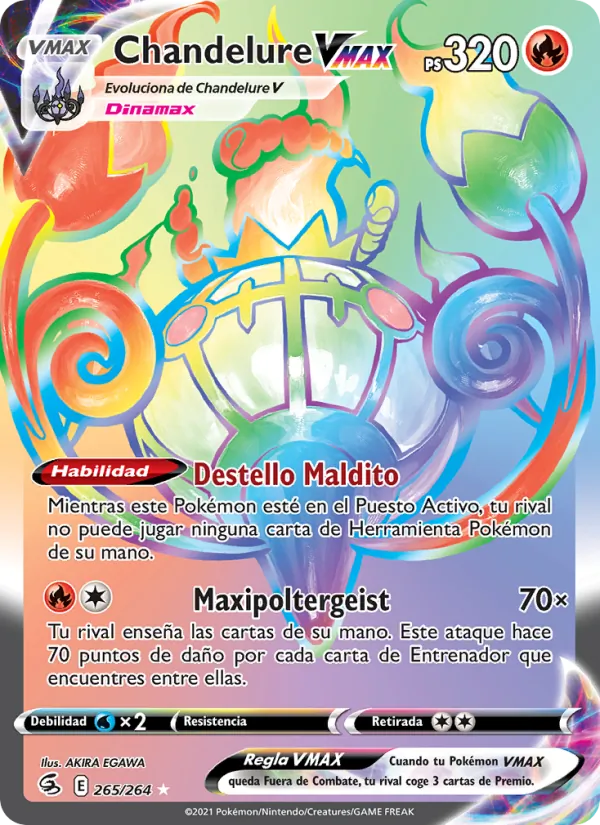 VMAX
Chandelure VMAX
PS 320
Evoluciona de Chandelure V
Dinamax
Habilidad Destello Maldito
Mientras este Pokémon esté en el Puesto Activo, tu rival
no puede jugar ninguna carta de Herramienta Pokémon
de su mano.
Maxipoltergeist 70×
Tu rival enseña las cartas de su mano. Este ataque hace
70 puntos de daño por cada carta de Entrenador que
encuentres entre ellas.
Debilidad ×2 Resistencia Retirada
Ilus. AKIRA EGAWA
E 265/264
Regla VMAX Cuando tu Pokémon VMAX
queda Fuera de Combate, tu rival coge 3 cartas de Premio.
©2021 Pokémon/Nintendo/Creatures/GAME FREAK